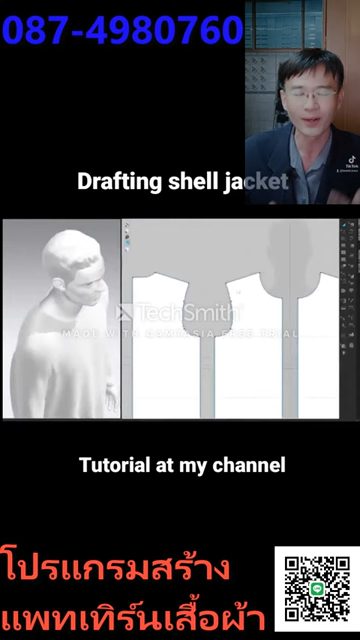 087-4980760
TikTok
Drafting shell jacket
TechSmith
MADE WITH CAMTASIA FREE TRIAL
Tutorial at my channel
โปรแกรมสร้าง
แพทเทิร์นเสื้อผ้า